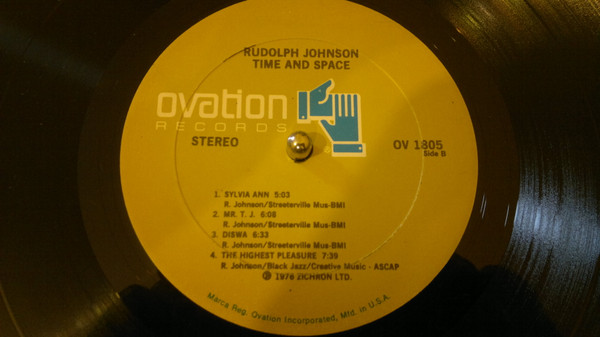 RUDOLPH JOHNSON
TIME AND SPACE
ovation
RECORDS
STEREO
OV 1805
Side B
1. SYLVIA ANN 5:03
R. Johnson/Streeterville Mus-BMI
2. MR. T. J. 6:08
R. Johnson/Streeterville Mus-BMI
3. DISWA 6:33
R. Johnson/Streeterville Mus-BMI
4. THE HIGHEST PLEASURE 7:39
R. Johnson/Black Jazz/Creative Music - ASCAP
Ⓟ 1976 ZICHRON LTD.
Marca Reg. Ovation Incorporated, Mfd. in U.S.A.